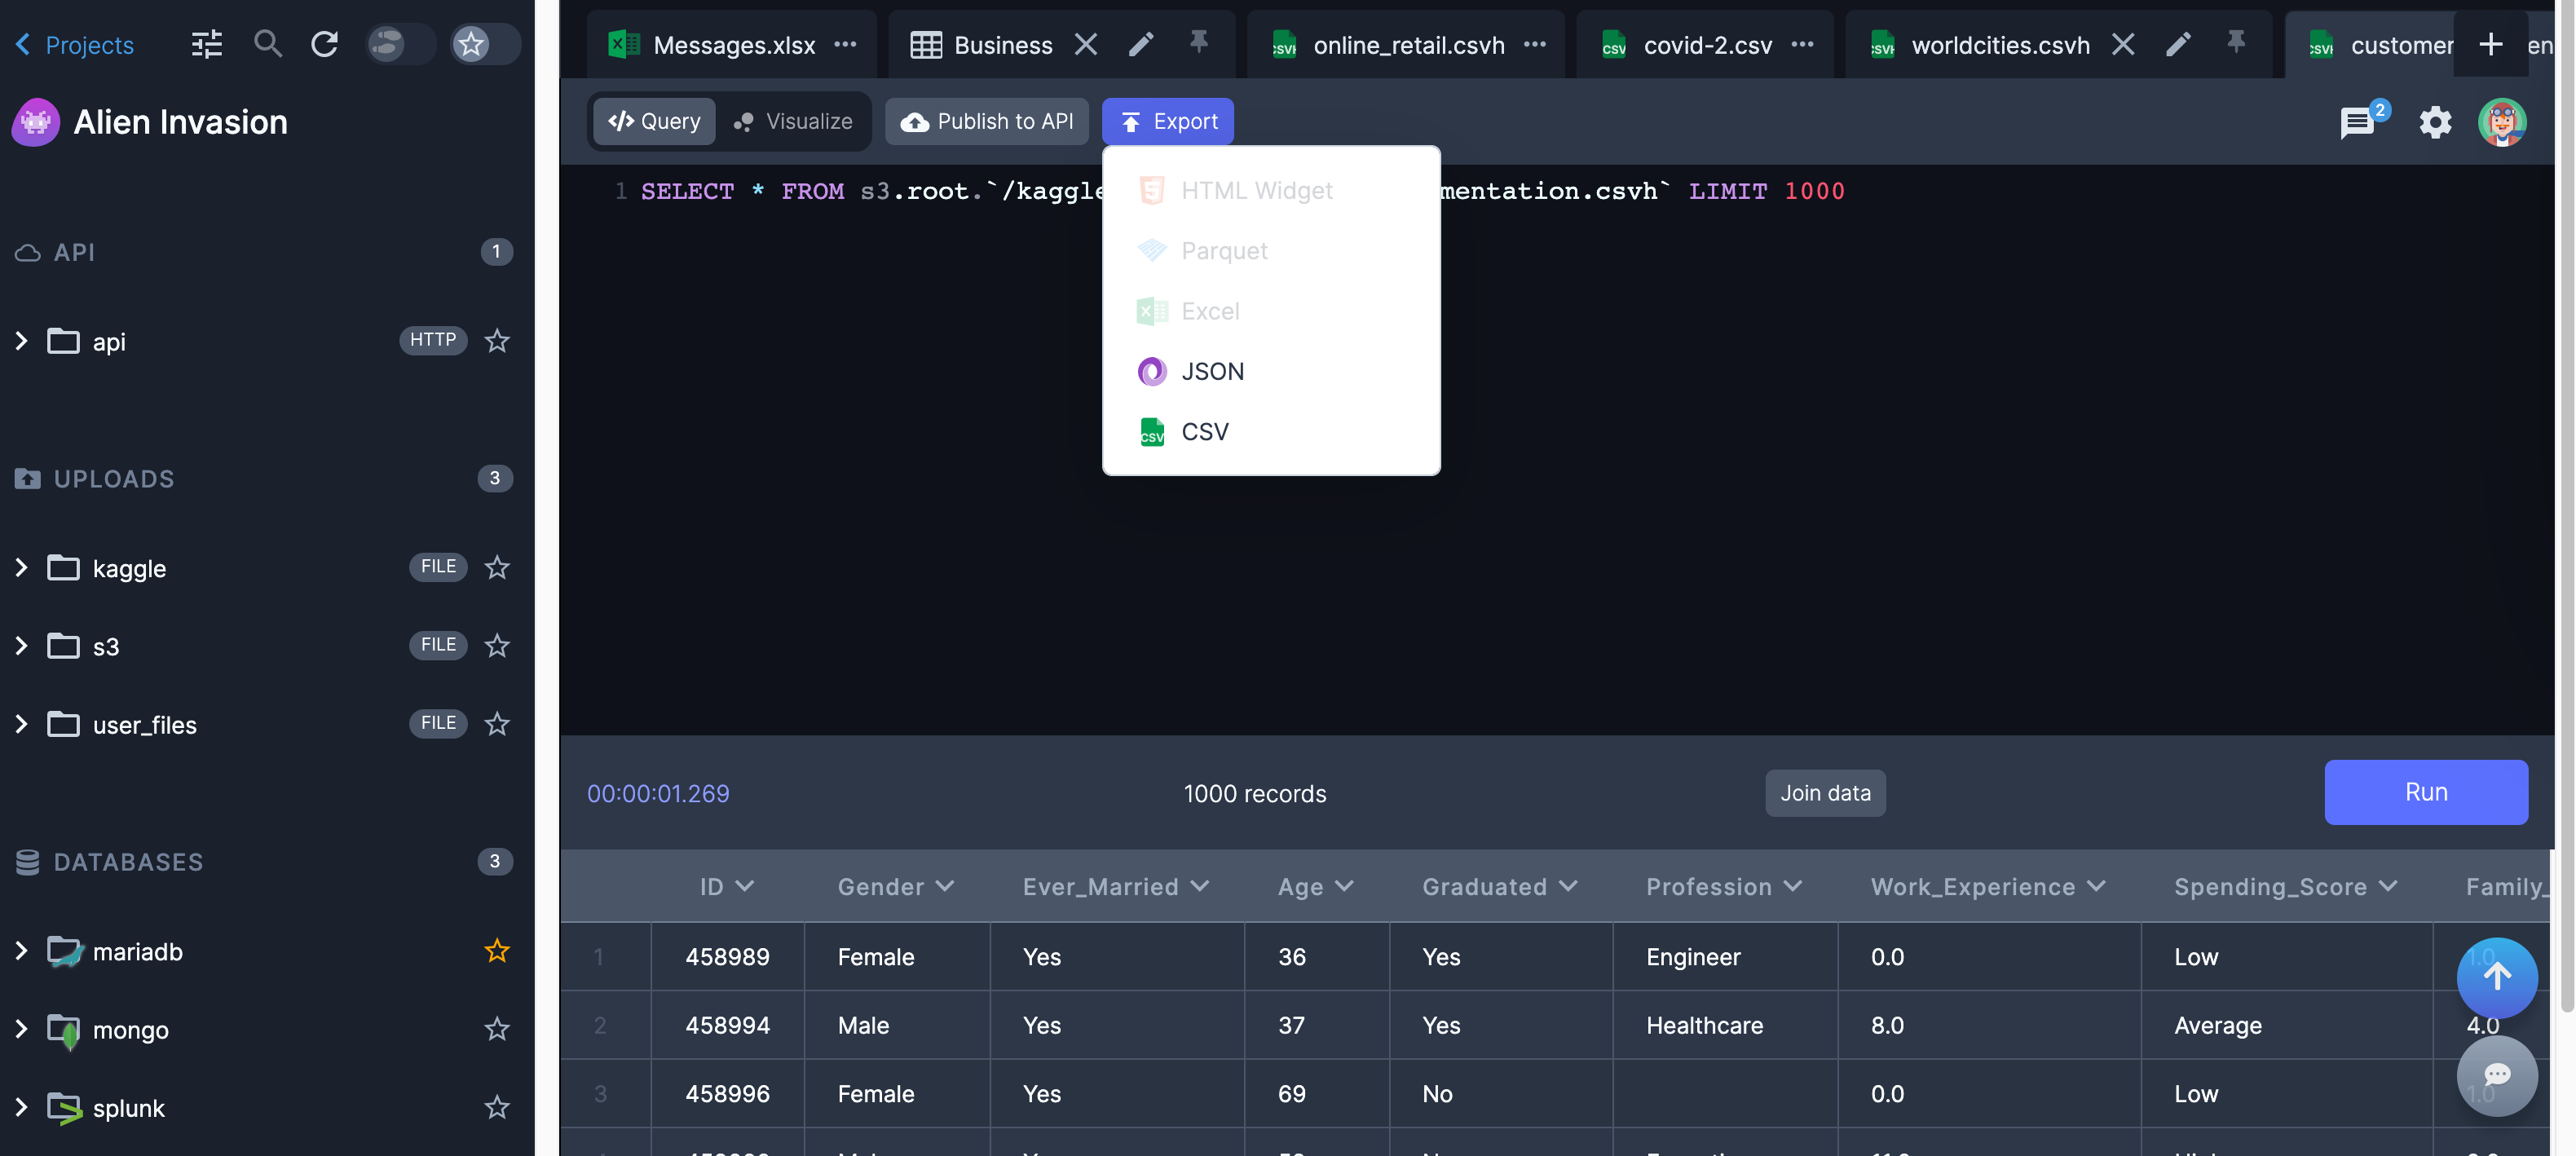 Projects
Alien Invasion
API 1
api HTTP
UPLOADS 3
kaggle FILE
s3 FILE
user_files FILE
DATABASES 3
mariadb
mongo
splunk
Messages.xlsx Business online_retail.csvh covid-2.csv worldcities.csvh customer
Query Visualize Publish to API Export 2
1 SELECT * FROM s3.root.`/kaggle mentation.csvh` LIMIT 1000
HTML Widget
Parquet
Excel
JSON
CSV
00:00:01.269 1000 records Join data Run
ID Gender Ever_Married Age Graduated Profession Work_Experience Spending_Score Family_
1 458989 Female Yes 36 Yes Engineer 0.0 Low 1.0
2 458994 Male Yes 37 Yes Healthcare 8.0 Average 4.0
3 458996 Female Yes 69 No 0.0 Low 1.0